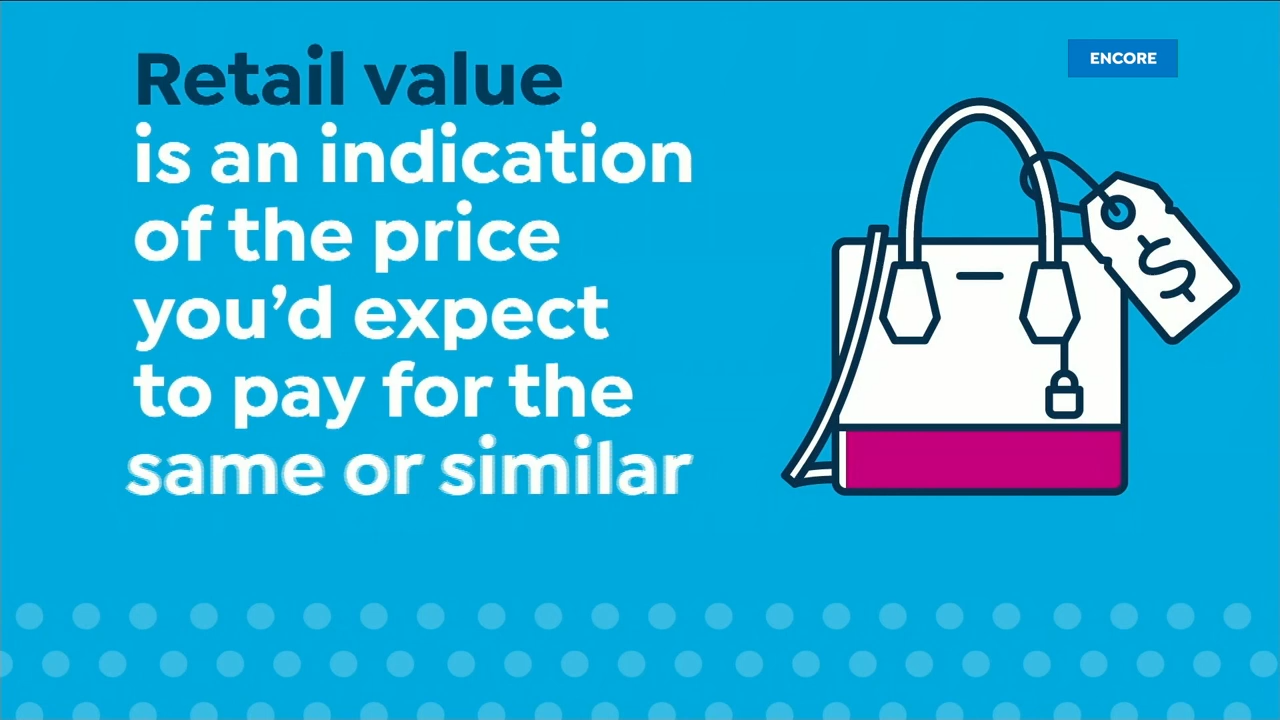 Retail value
is an indication
of the price
you’d expect
to pay for the
same or similar
ENCORE
$